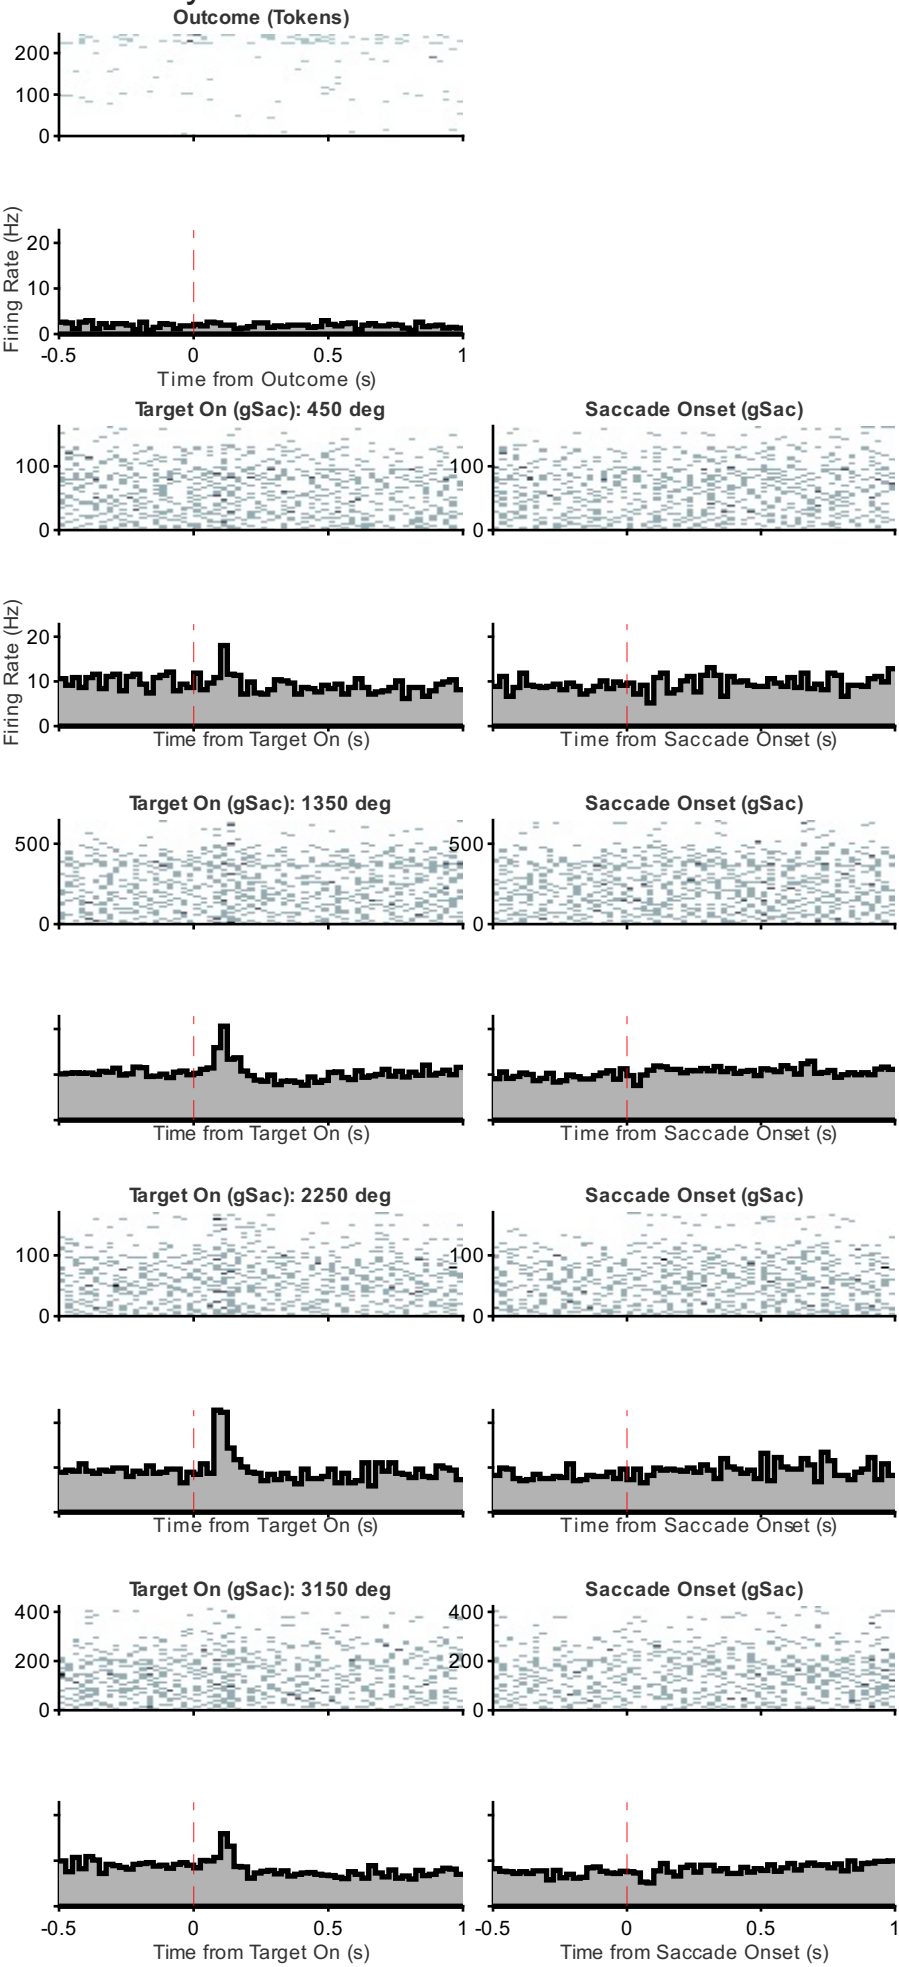 Outcome (Tokens)
200
100
0
Firing Rate (Hz)
20
10
0
-0.5 0 0.5 1
Time from Outcome (s)
Target On (gSac): 450 deg Saccade Onset (gSac)
100 100
0 0
Firing Rate (Hz)
20
10
0
Time from Target On (s) Time from Saccade Onset (s)
Target On (gSac): 1350 deg Saccade Onset (gSac)
500 500
0 0
Time from Target On (s) Time from Saccade Onset (s)
Target On (gSac): 2250 deg Saccade Onset (gSac)
100 100
0 0
Time from Target On (s) Time from Saccade Onset (s)
Target On (gSac): 3150 deg Saccade Onset (gSac)
400 400
200 200
0 0
-0.5 0 0.5 1 -0.5 0 0.5 1
Time from Target On (s) Time from Saccade Onset (s)